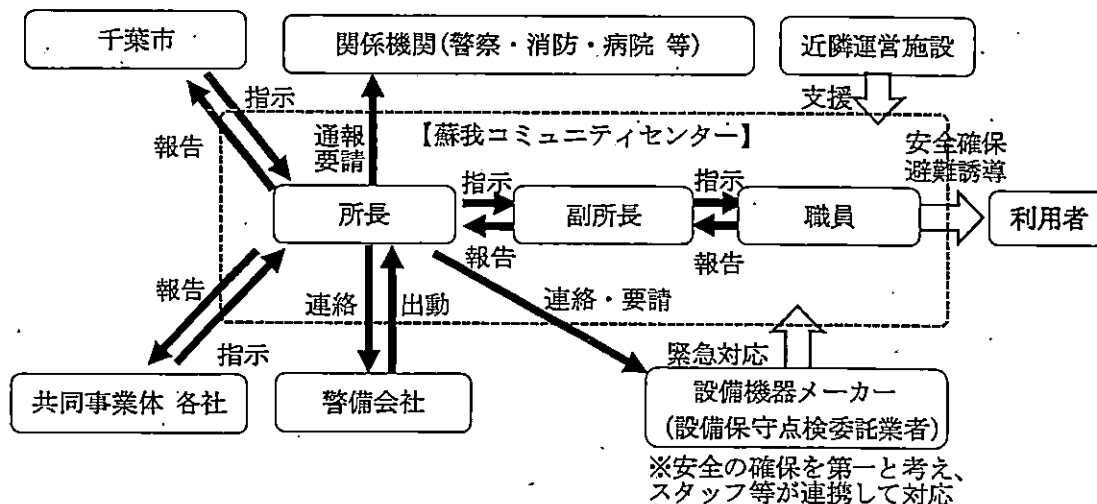 千葉市
関係機関(警察・消防・病院 等)
近隣運営施設
指示
支援
報告
通報
要請
【蘇我コミュニティセンター】
安全確保
避難誘導
所長
指示
副所長
指示
職員
利用者
報告
報告
報告
連絡
出動
連絡・要請
指示
緊急対応
共同事業体 各社
警備会社
設備機器メーカー
(設備保守点検委託業者)
※安全の確保を第一と考え、
スタッフ等が連携して対応